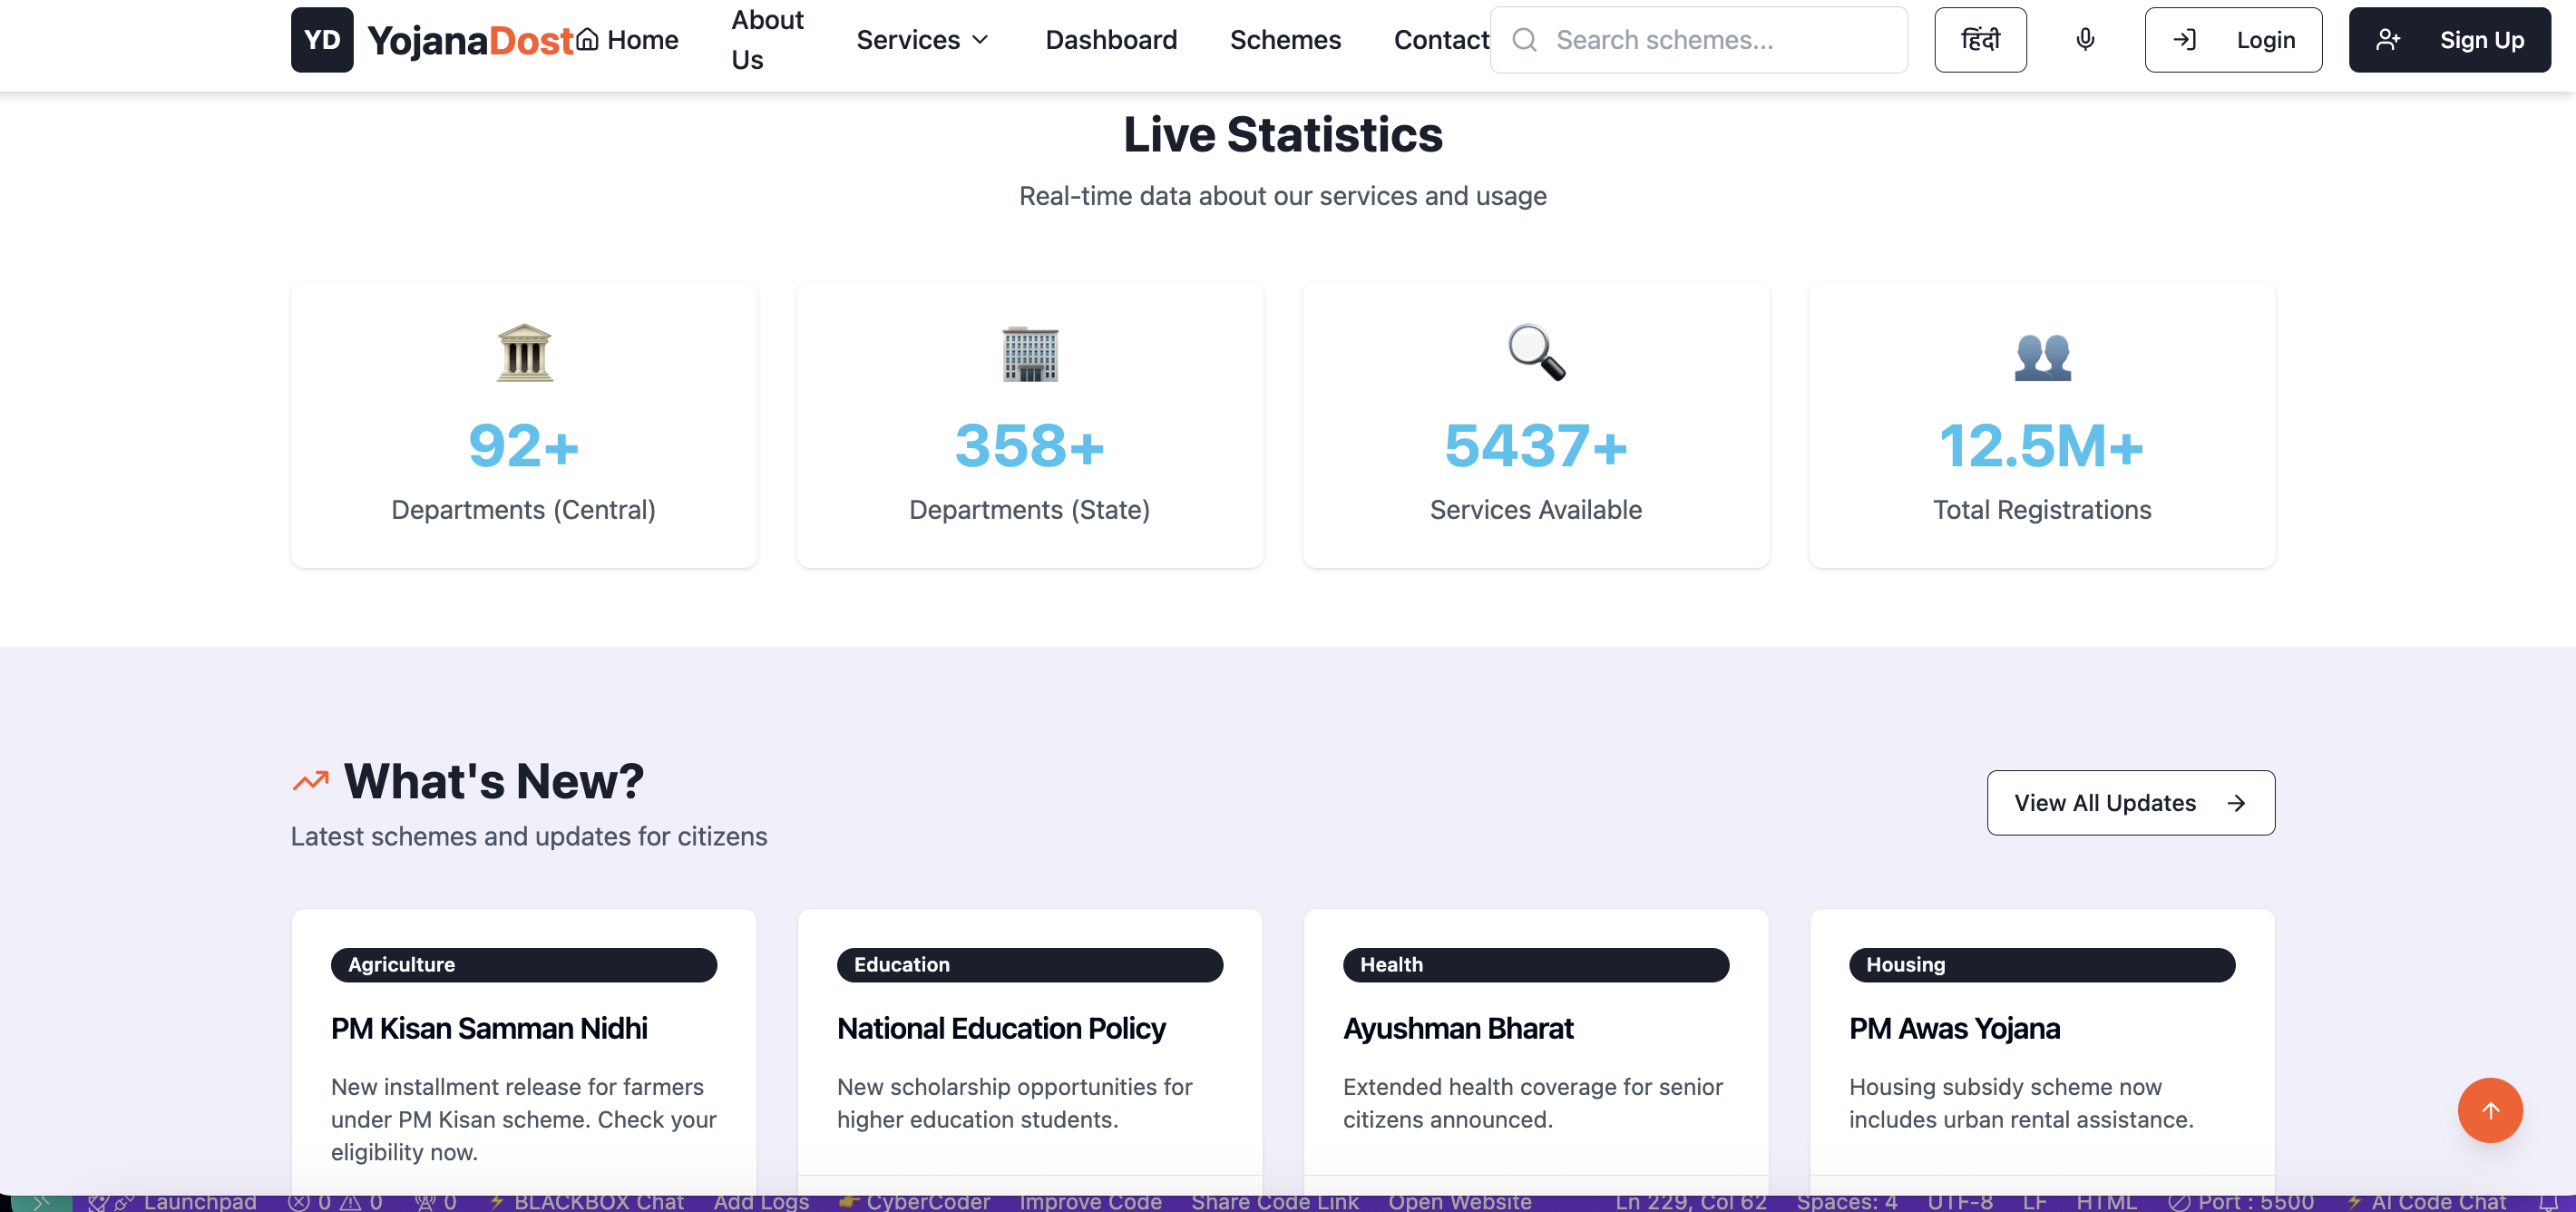 YD YojanaDost Home About Us Services Dashboard Schemes Contact Search schemes... हिंदी Login Sign Up
Live Statistics
Real-time data about our services and usage
92+ 358+ 5437+ 12.5M+
Departments (Central) Departments (State) Services Available Total Registrations
What's New?
Latest schemes and updates for citizens
View All Updates
Agriculture
PM Kisan Samman Nidhi
New installment release for farmers
under PM Kisan scheme. Check your
eligibility now.
Education
National Education Policy
New scholarship opportunities for
higher education students.
Health
Ayushman Bharat
Extended health coverage for senior
citizens announced.
Housing
PM Awas Yojana
Housing subsidy scheme now
includes urban rental assistance.
Launchpad 0 0 0 BLACKBOX Chat Add Logs CyberCoder Improve Code Share Code Link Open Website Ln 229, Col 62 Spaces: 4 UTF-8 LF HTML Port : 5500 AI Code Chat